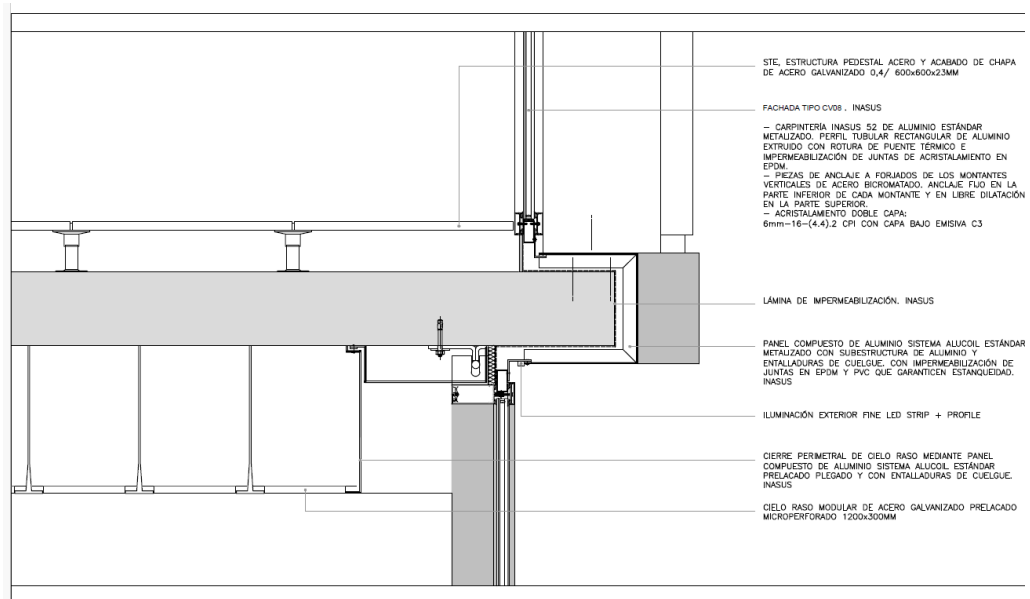 STE, ESTRUCTURA PEDESTAL ACERO Y ACABADO DE CHAPA
DE ACERO GALVANIZADO 0,4/ 600x600x23MM
FACHADA TIPO CV08 . INASUS
– CARPINTERÍA INASUS 52 DE ALUMINIO ESTÁNDAR
METALIZADO. PERFIL TUBULAR RECTANGULAR DE ALUMINIO
EXTRUIDO CON ROTURA DE PUENTE TÉRMICO E
IMPERMEABILIZACIÓN DE JUNTAS DE ACRISTALAMIENTO EN
EPDM.
– PIEZAS DE ANCLAJE A FORJADOS DE LOS MONTANTES
VERTICALES DE ACERO BICROMATADO. ANCLAJE FIJO EN LA
PARTE INFERIOR DE CADA MONTANTE Y EN LIBRE DILATACIÓN
EN LA PARTE SUPERIOR.
– ACRISTALAMIENTO DOBLE CAPA:
6mm–16–(4.4).2 CPI CON CAPA BAJO EMISIVA C3
LÁMINA DE IMPERMEABILIZACIÓN. INASUS
PANEL COMPUESTO DE ALUMINIO SISTEMA ALUCOIL ESTÁNDAR
METALIZADO CON SUBESTRUCTURA DE ALUMINIO Y
ENTALLADURAS DE CUELGUE. CON IMPERMEABILIZACIÓN DE
JUNTAS EN EPDM Y PVC QUE GARANTICEN ESTANQUEIDAD.
INASUS
ILUMINACIÓN EXTERIOR FINE LED STRIP + PROFILE
CIERRE PERIMETRAL DE CIELO RASO MEDIANTE PANEL
COMPUESTO DE ALUMINIO SISTEMA ALUCOIL ESTÁNDAR
PRELACADO PLEGADO Y CON ENTALLADURAS DE CUELGUE.
INASUS
CIELO RASO MODULAR DE ACERO GALVANIZADO PRELACADO
MICROPERFORADO 1200x300MM